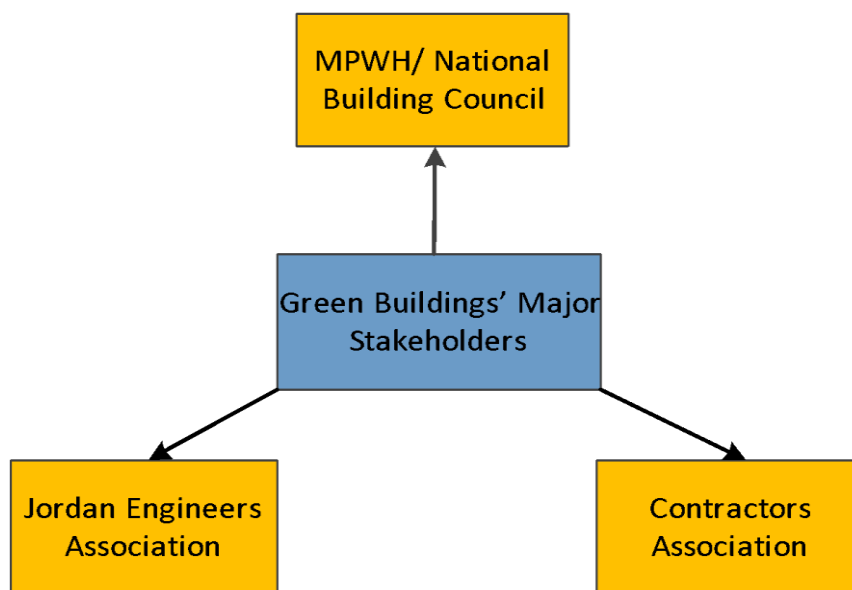 MPWH/ National
Building Council
Green Buildings’ Major
Stakeholders
Jordan Engineers
Association
Contractors
Association